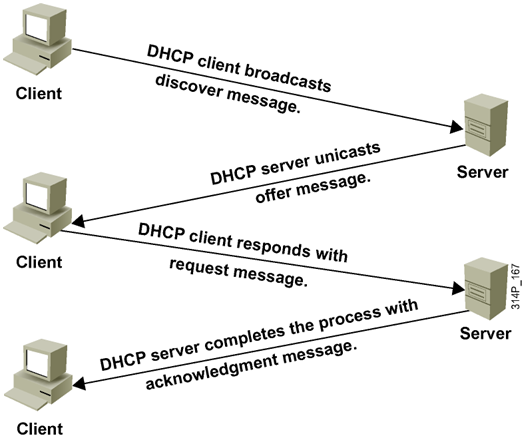 DHCP client broadcasts
discover message.
Client
DHCP server unicasts
offer message.
Server
DHCP client responds with
request message.
Client
314P_167
DHCP server completes the process with
acknowledgment message.
Server
Client